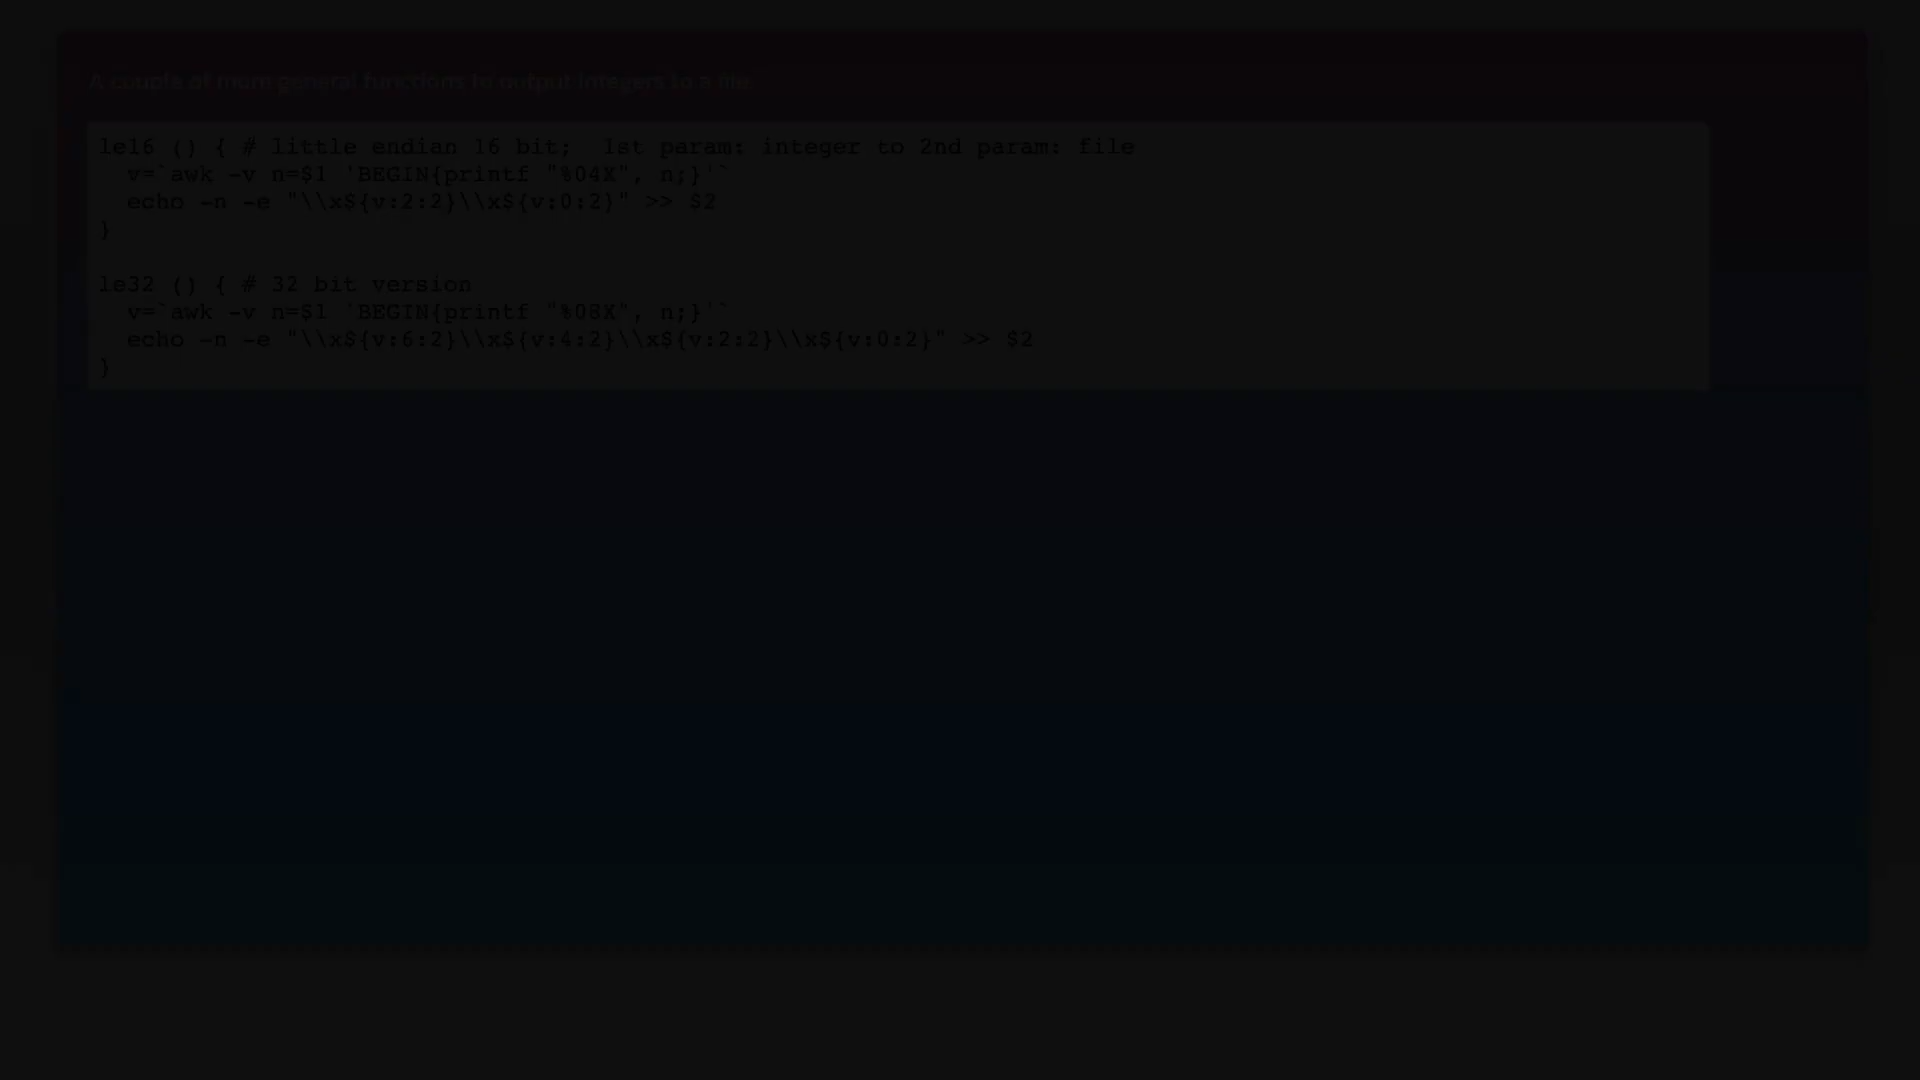 A couple of more general functions to output integers to a file.
le16 () { # little endian 16 bit;  1st param: integer to 2nd param: file
  v=`awk -v n=$1 'BEGIN{printf "%04X", n;}'`
  echo -n -e "\\x${v:2:2}\\x${v:0:2}" >> $2
}
le32 () { # 32 bit version
  v=`awk -v n=$1 'BEGIN{printf "%08X", n;}'`
  echo -n -e "\\x${v:6:2}\\x${v:4:2}\\x${v:2:2}\\x${v:0:2}" >> $2
}